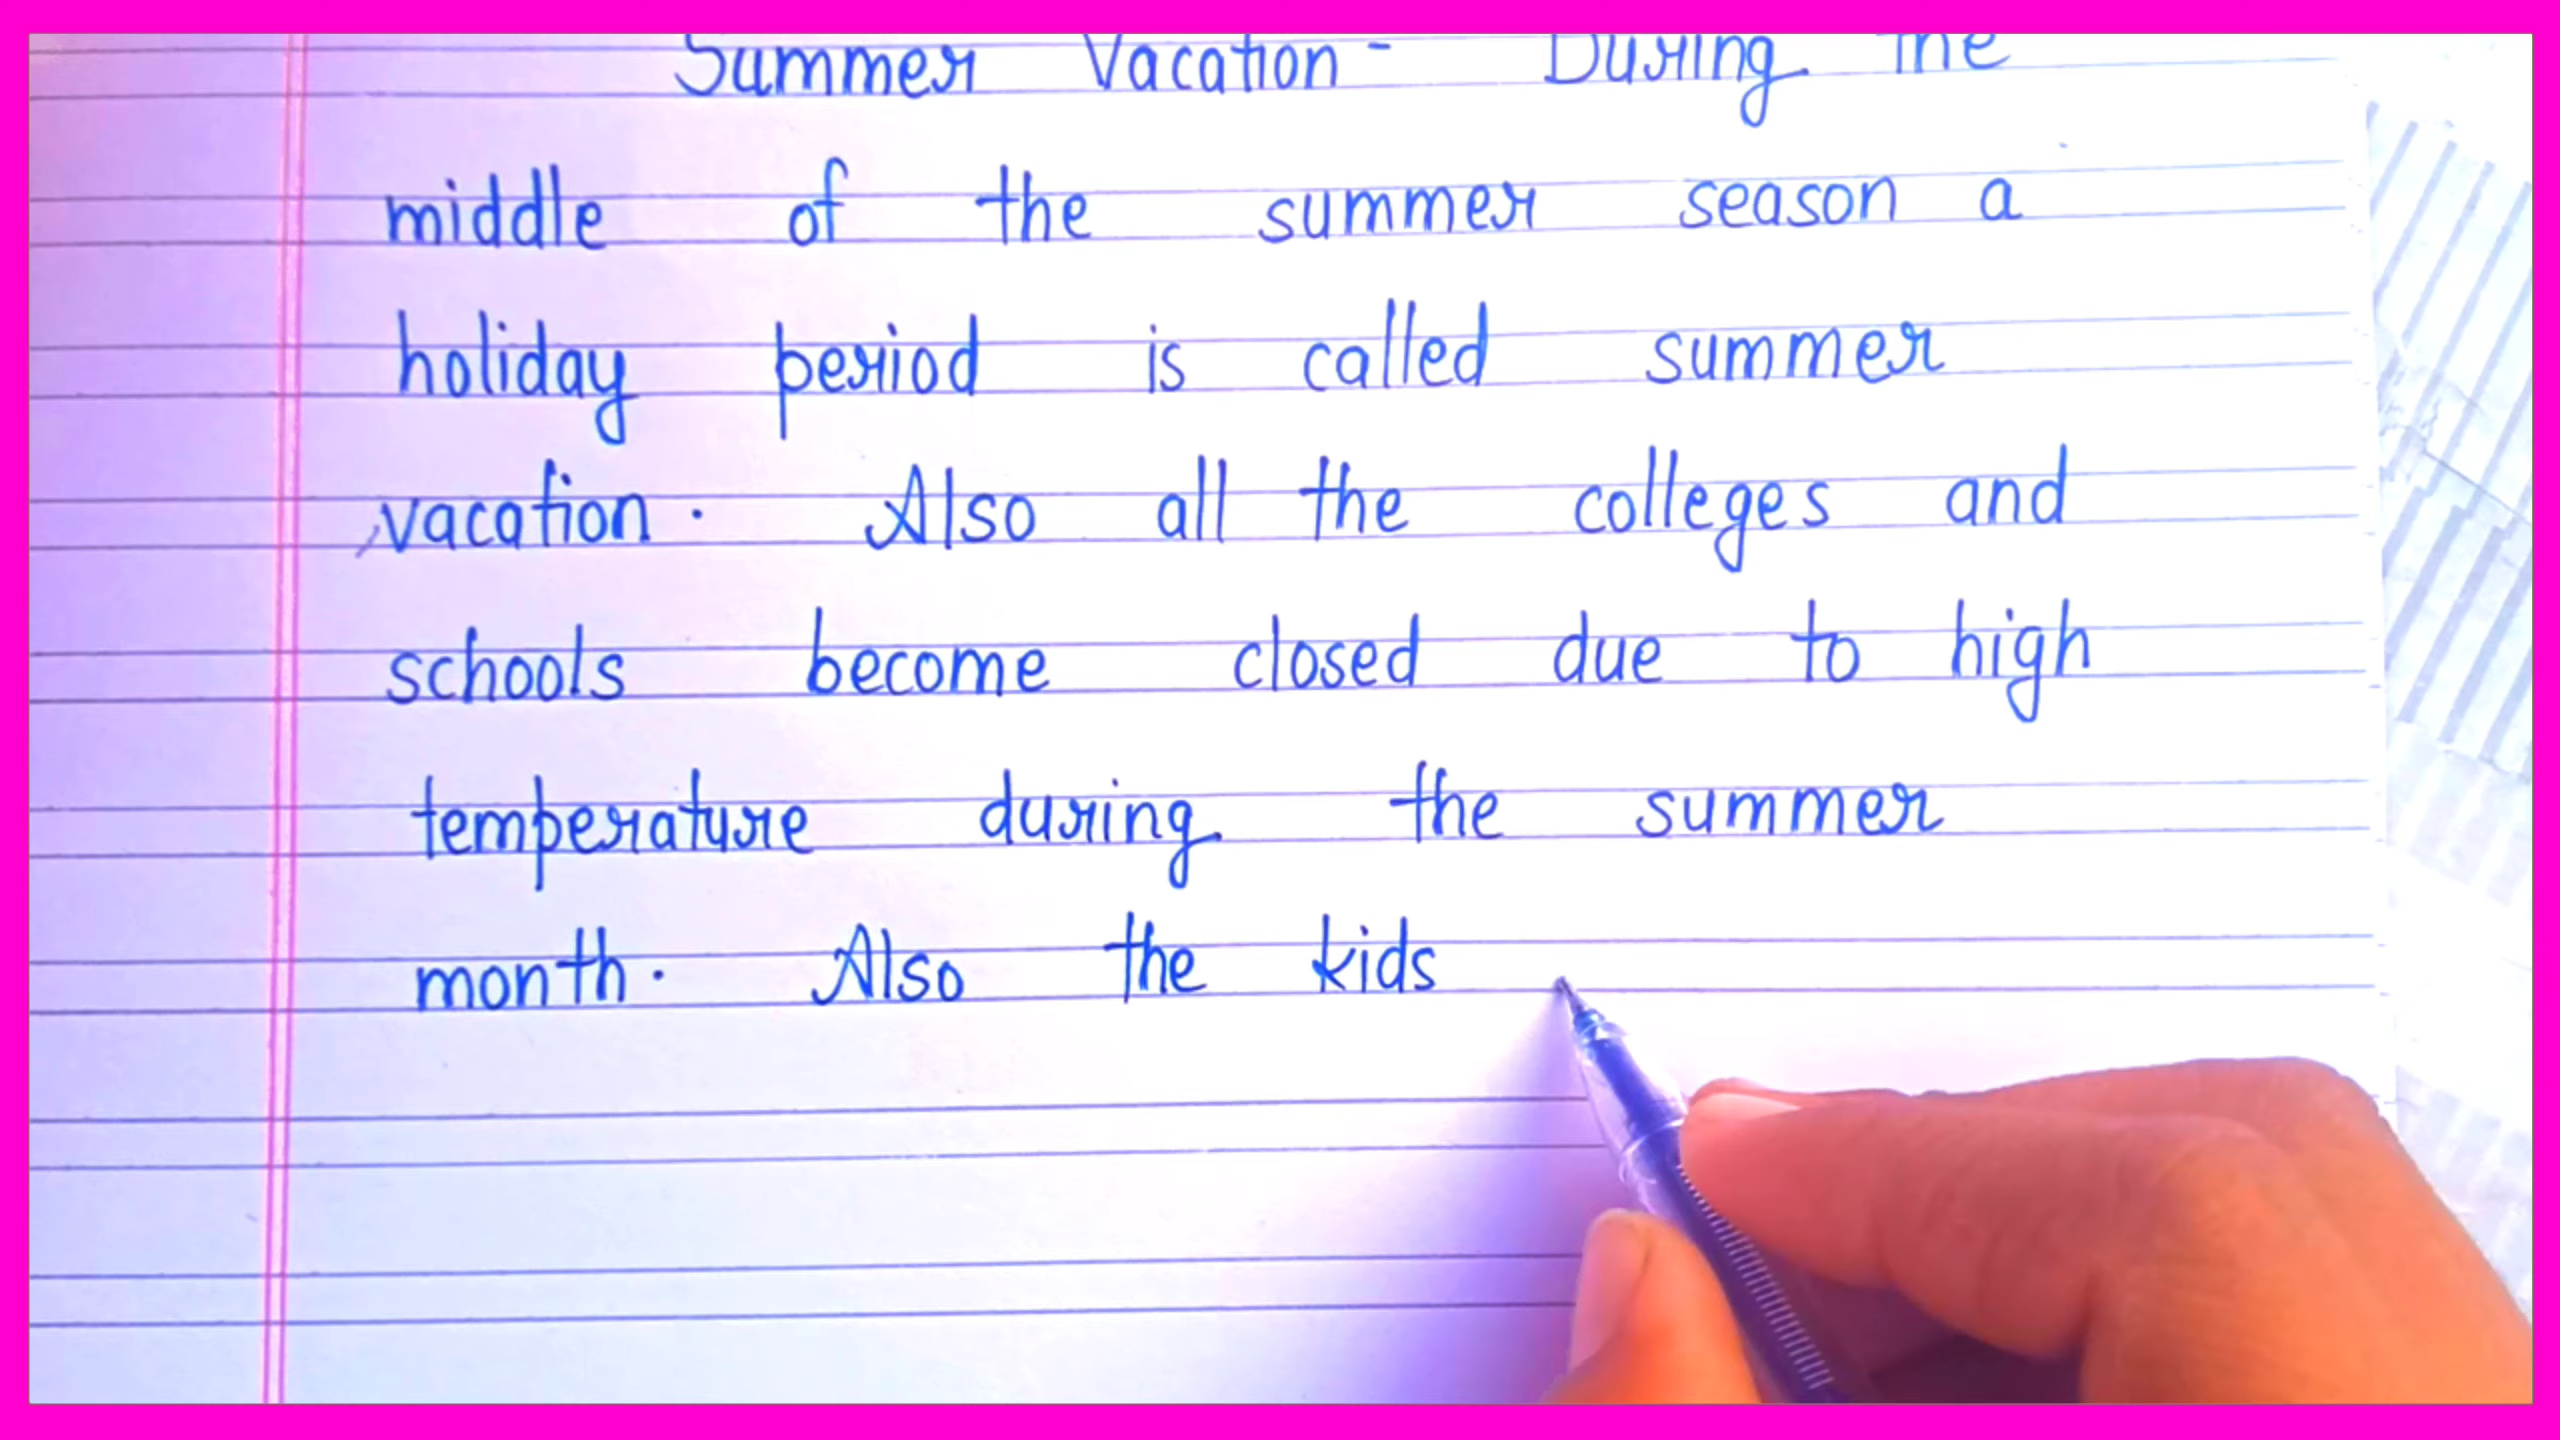 Summer Vacation - During the
middle of the summer season a
holiday period is called summer
vacation. Also all the colleges and
schools become closed due to high
temperature during the summer
month. Also the kids